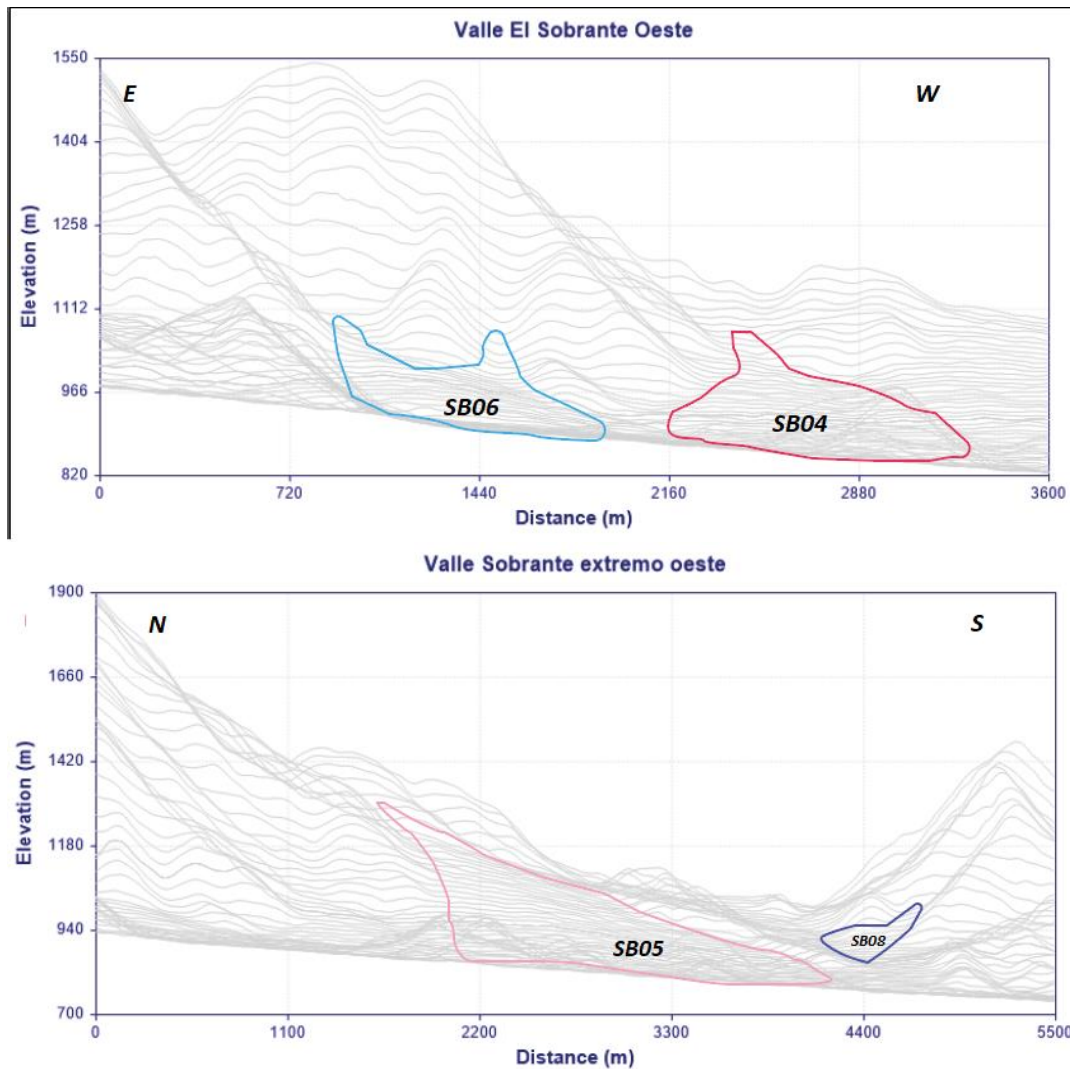 Valle El Sobrante Oeste
E
W
1550
1404
1258
1112
966
820
Elevation (m)
SB06
SB04
0 720 1440 2160 2880 3600
Distance (m)
Valle Sobrante extremo oeste
N
S
1900
1660
1420
1180
940
700
Elevation (m)
SB05
SB08
0 1100 2200 3300 4400 5500
Distance (m)